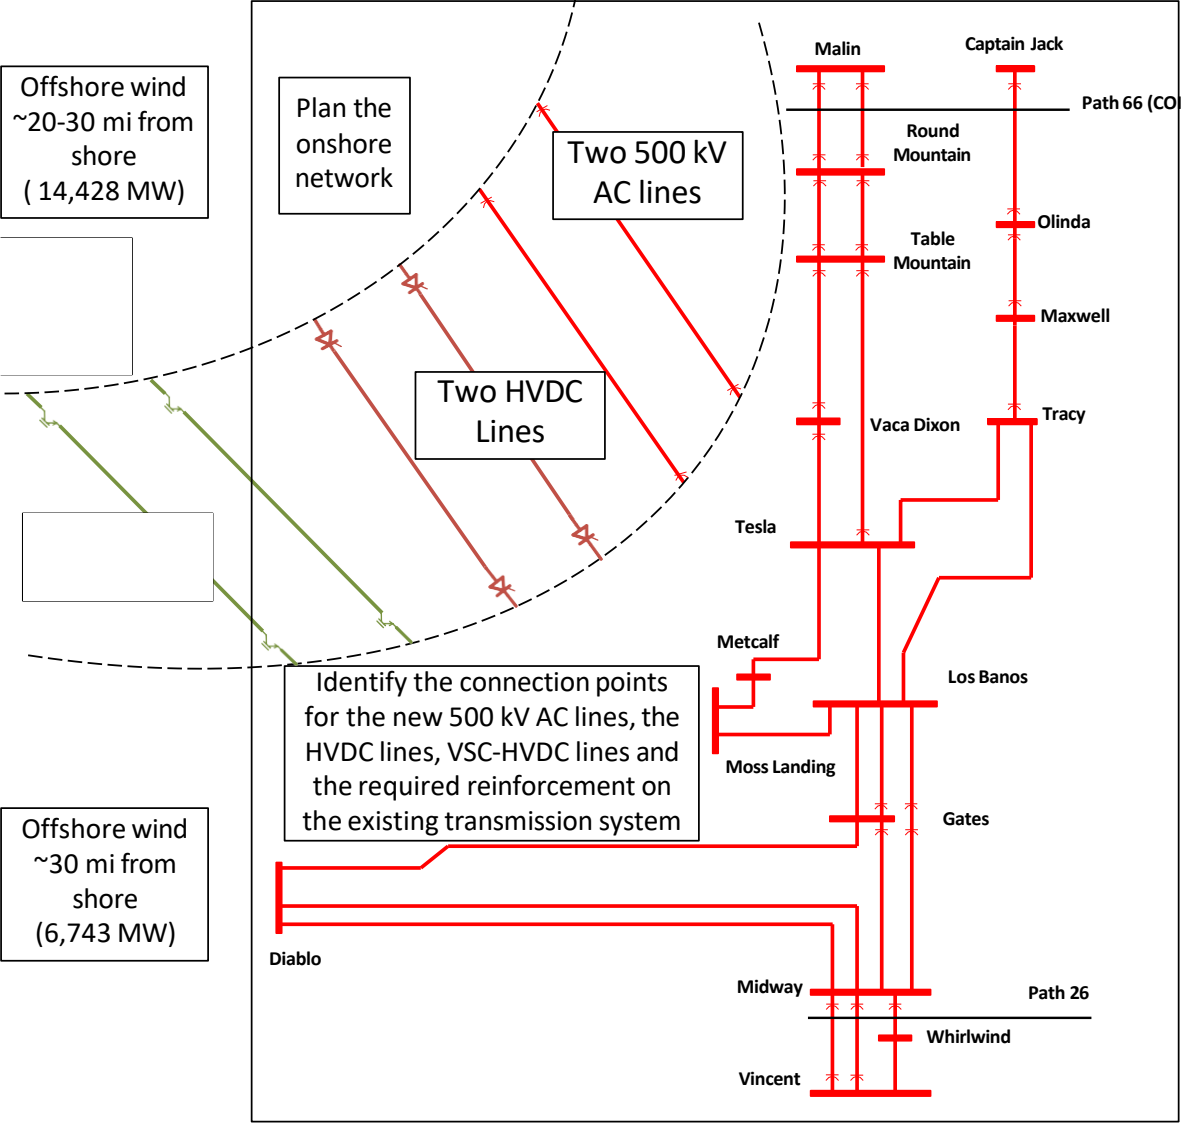 Offshore wind
~20-30 mi from
shore
( 14,428 MW)
Plan the
onshore
network
Two 500 kV
AC lines
Two HVDC
Lines
Malin
Captain Jack
Path 66 (COI
Round
Mountain
Olinda
Table
Mountain
Maxwell
Vaca Dixon
Tracy
Tesla
Metcalf
Los Banos
Identify the connection points
for the new 500 kV AC lines, the
HVDC lines, VSC-HVDC lines and
the required reinforcement on
the existing transmission system
Moss Landing
Gates
Offshore wind
~30 mi from
shore
(6,743 MW)
Diablo
Midway
Path 26
Whirlwind
Vincent